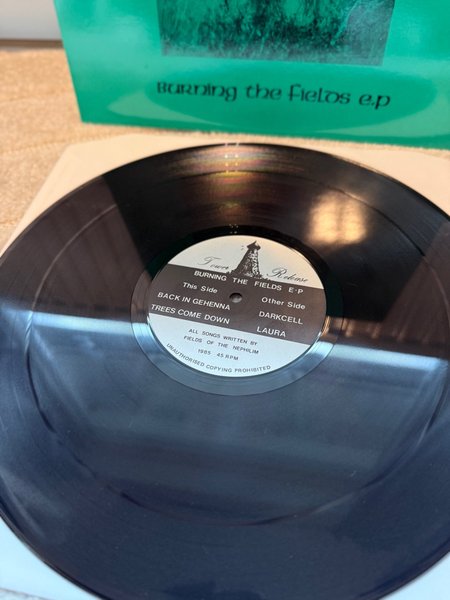 Burning the fields e.p
Tower Release
BURNING THE FIELDS E.P
This Side
BACK IN GEHENNA
TREES COME DOWN
Other Side
DARKCELL
LAURA
ALL SONGS WRITTEN BY
FIELDS OF THE NEPHILIM
1985 45 RPM
UNAUTHORISED COPYING PROHIBITED